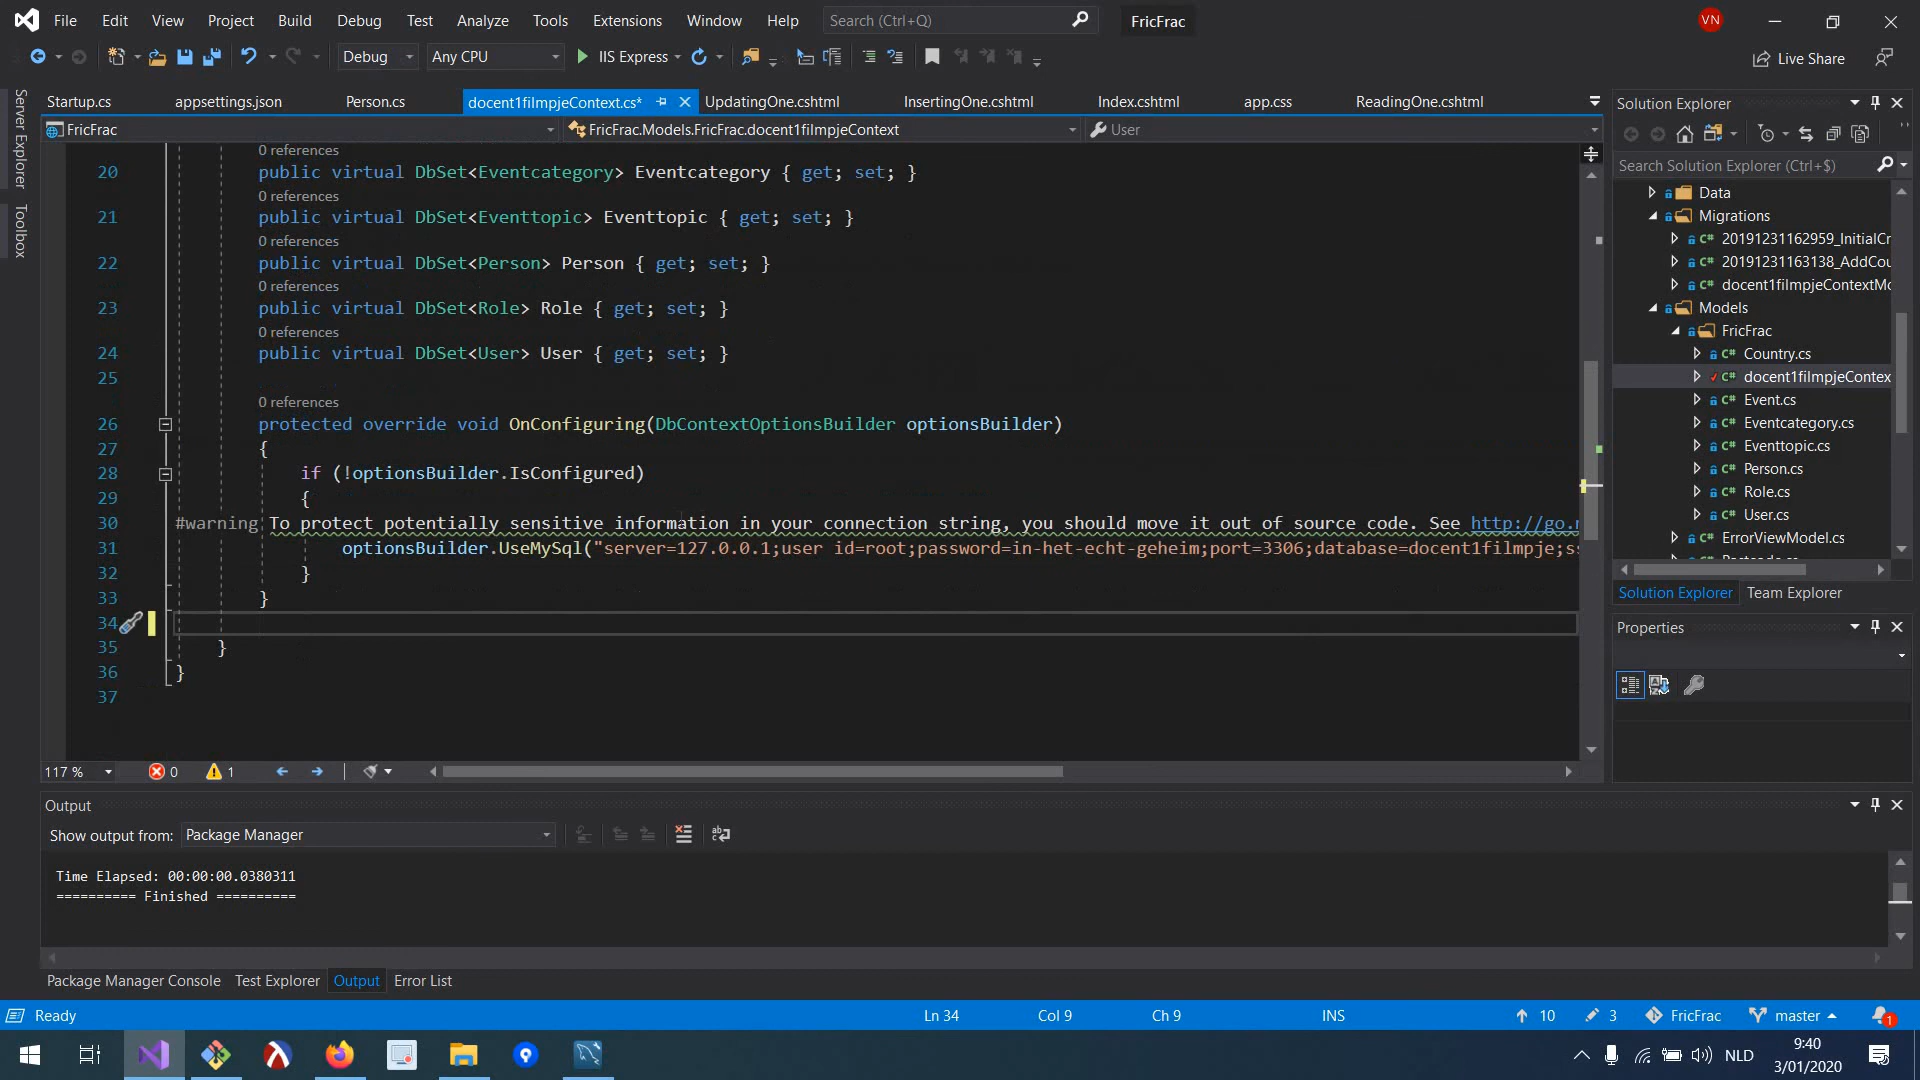 File Edit View Project Build Debug Test Analyze Tools Extensions Window Help Search (Ctrl+Q) FricFrac VN
Debug Any CPU IIS Express Live Share
Server Explorer
Toolbox
Startup.cs appsettings.json Person.cs docent1filmpjeContext.cs* UpdatingOne.cshtml InsertingOne.cshtml Index.cshtml app.css ReadingOne.cshtml
FricFrac FricFrac.Models.FricFrac.docent1filmpjeContext User
0 references
20 public virtual DbSet<Eventcategory> Eventcategory { get; set; }
0 references
21 public virtual DbSet<Eventtopic> Eventtopic { get; set; }
0 references
22 public virtual DbSet<Person> Person { get; set; }
0 references
23 public virtual DbSet<Role> Role { get; set; }
0 references
24 public virtual DbSet<User> User { get; set; }
25
0 references
26 protected override void OnConfiguring(DbContextOptionsBuilder optionsBuilder)
27 {
28 if (!optionsBuilder.IsConfigured)
29 {
30 #warning To protect potentially sensitive information in your connection string, you should move it out of source code. See http://go.m
31 optionsBuilder.UseMySql("server=127.0.0.1;user id=root;password=in-het-echt-geheim;port=3306;database=docent1filmpje;ss
32 }
33 }
34
35 }
36 }
37
117 % 0 1
Solution Explorer
Search Solution Explorer (Ctrl+$)
Data
Migrations
C# 20191231162959_InitialCr
C# 20191231163138_AddCou
C# docent1filmpjeContextMo
Models
FricFrac
C# Country.cs
C# docent1filmpjeContex
C# Event.cs
C# Eventcategory.cs
C# Eventtopic.cs
C# Person.cs
C# Role.cs
C# User.cs
C# ErrorViewModel.cs
Solution Explorer Team Explorer
Properties
Output
Show output from: Package Manager
Time Elapsed: 00:00:00.0380311
========== Finished ==========
Package Manager Console Test Explorer Output Error List
Ready Ln 34 Col 9 Ch 9 INS 10 3 FricFrac master 1
NLD 9:40
3/01/2020